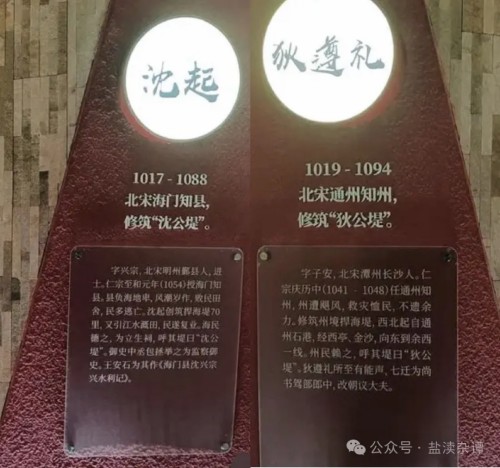 沈起
1017 - 1088
北宋海门知县，
修筑“沈公堤”。
字兴宗，北宋明州鄞县人，进
士。仁宗至和元年(1054)授海门知
县。县负海地卑，风潮岁作，败民田
舍，民多逃亡。沈起创筑捍海堤70
里，又引江水溉田，民遂复业。海民
德之，为立生祠，呼其堤曰“沈公
堤”。御史中丞包拯举之为监察御
史。王安石为其作《海门县沈兴宗
兴水利记》。
狄遵礼
1019 - 1094
北宋通州知州，
修筑“狄公堤”。
字子安，北宋潭州长沙人。仁
宗庆历中(1041 - 1048)任通州知
州，州遭飓风，救灾恤民，不遗余
力。修筑州境捍海堤，西北起自通
州石港，经西亭、金沙，向东到余西
一线。州民赖之，呼其堤曰“狄公
堤”。狄遵礼所至有能声，七迁为尚
书驾部郎中，改朝议大夫。
公众号 · 盐渎杂谭